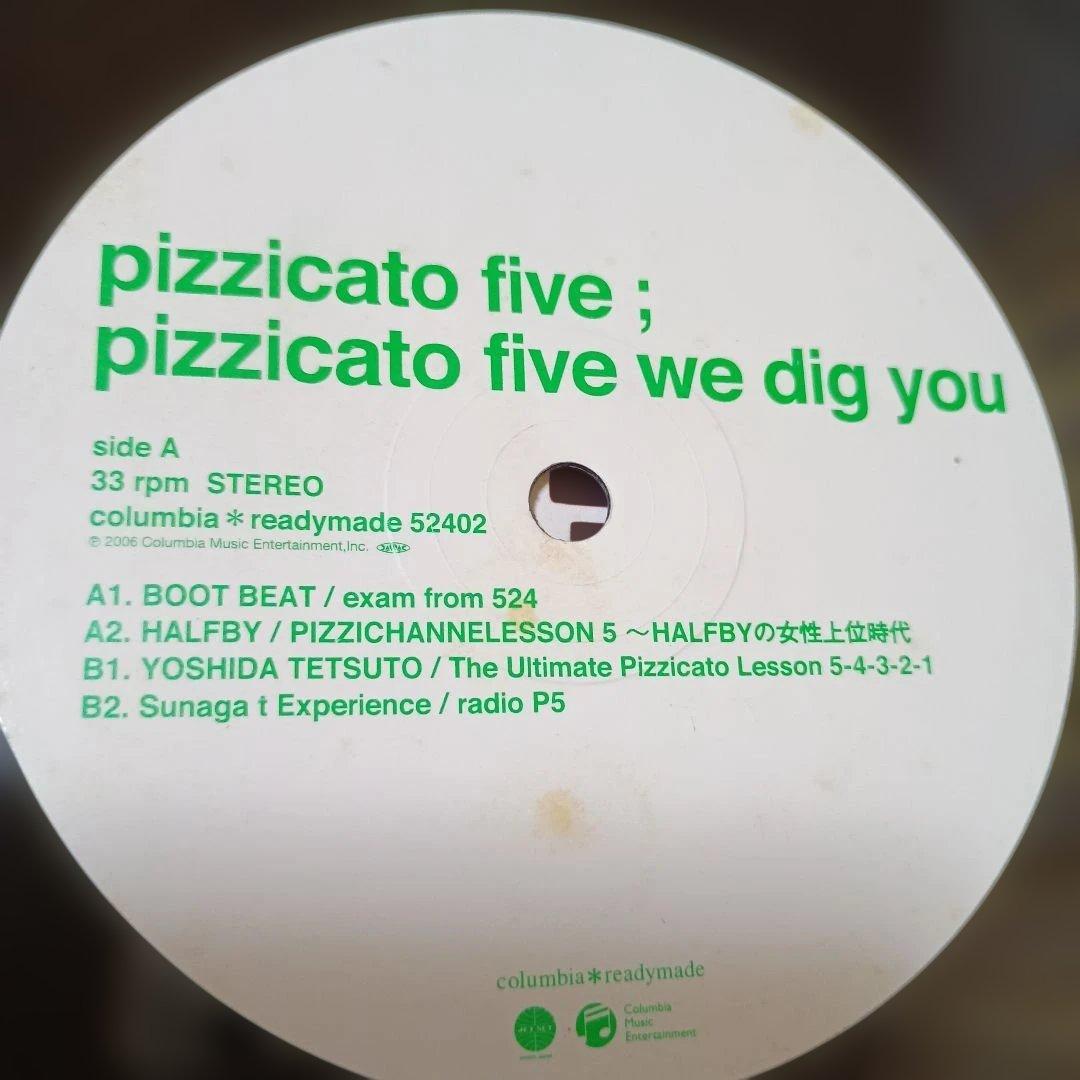 pizzicato five ;
pizzicato five we dig you
side A
33 rpm STEREO
columbia*readymade 52402
℗ 2006 Columbia Music Entertainment,Inc.
A1. BOOT BEAT / exam from 524
A2. HALFBY / PIZZICHANNELESSON 5 〜HALFBYの女性上位時代
B1. YOSHIDA TETSUTO / The Ultimate Pizzicato Lesson 5-4-3-2-1
B2. Sunaga t Experience / radio P5
columbia*readymade
JET SET
Columbia
Music
Entertainment